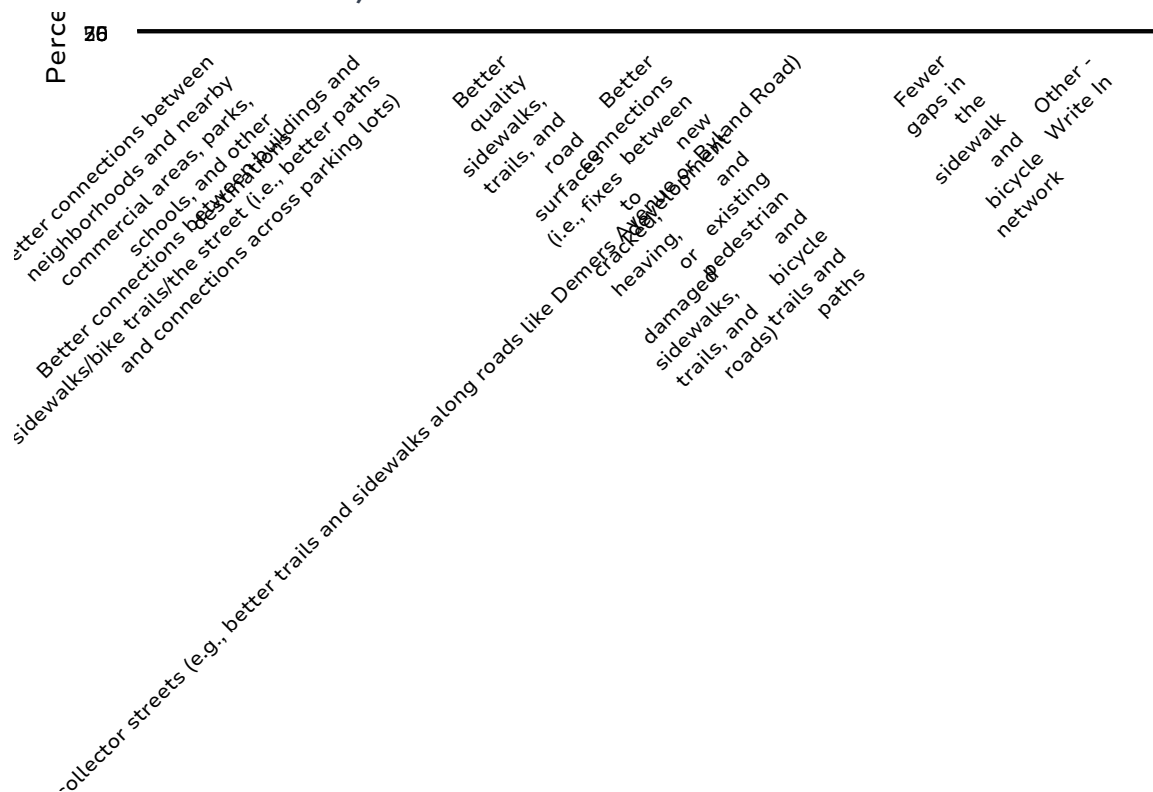 Perce
etter connections between
neighborhoods and nearby
commercial areas, parks,
schools, and other
destinations
Better connections between buildings and
sidewalks/bike trails/the street (i.e., better paths
and connections across parking lots)
Better
quality
sidewalks,
trails, and
road
surfaces
(i.e., fixes
to
cracked,
heaving,
or
damaged
sidewalks,
trails, and
roads)
ollector streets (e.g., better trails and sidewalks along roads like Demers Avenue or Byland Road)
Better
connections
between
new
development
and
existing
pedestrian
and
bicycle
trails and
paths
Fewer
gaps in
the
sidewalk
and
bicycle
network
Other -
Write In